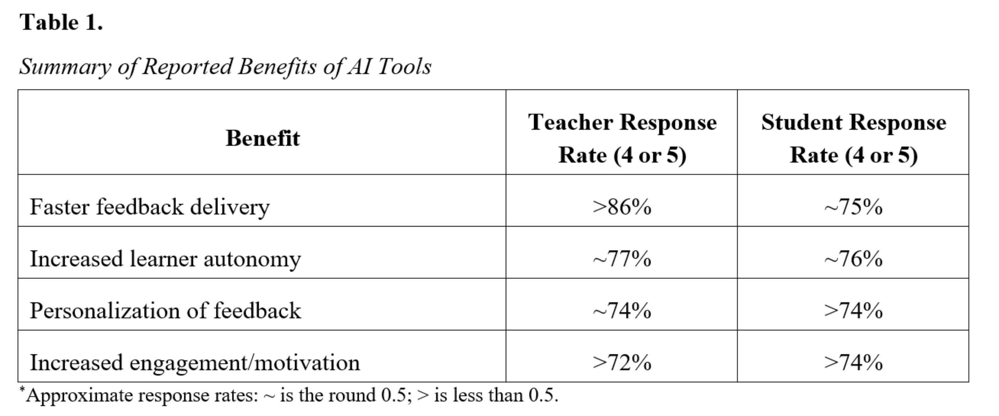 Table 1.
Summary of Reported Benefits of AI Tools
Benefit
Teacher Response
Rate (4 or 5)
Student Response
Rate (4 or 5)
Faster feedback delivery >86% ~75%
Increased learner autonomy ~77% ~76%
Personalization of feedback ~74% >74%
Increased engagement/motivation >72% >74%
*Approximate response rates: ~ is the round 0.5; > is less than 0.5.